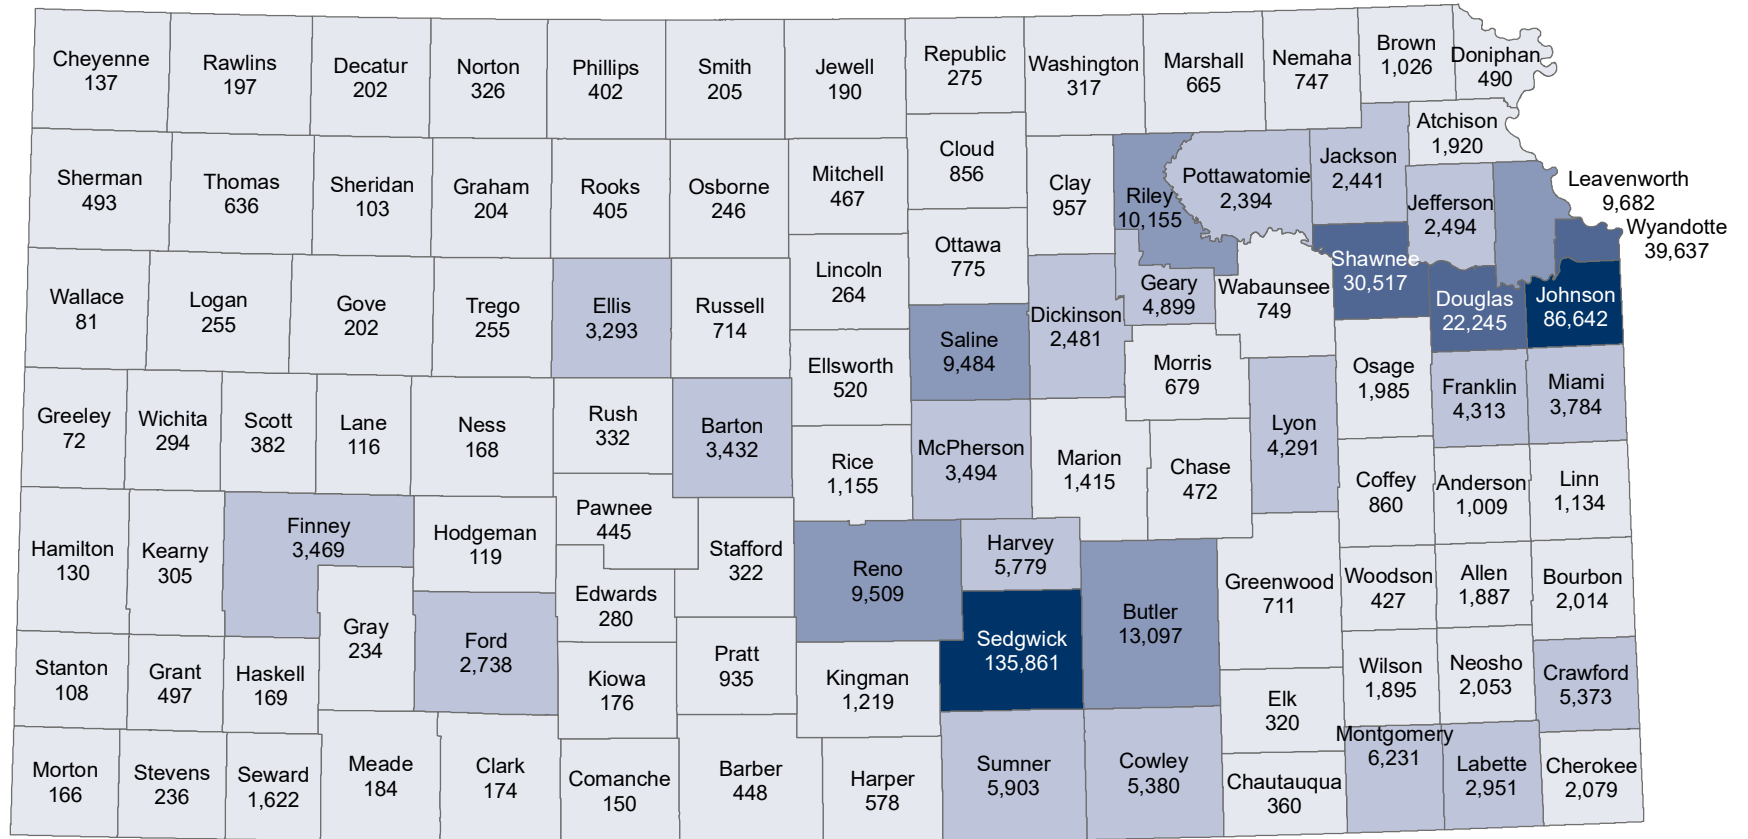 Cheyenne
137
Rawlins
197
Decatur
202
Norton
326
Phillips
402
Smith
205
Jewell
190
Republic
275
Washington
317
Marshall
665
Nemaha
747
Brown
1,026
Doniphan
490
Sherman
493
Thomas
636
Sheridan
103
Graham
204
Rooks
405
Osborne
246
Mitchell
467
Cloud
856
Clay
957
Riley
10,155
Pottawatomie
2,394
Jackson
2,441
Atchison
1,920
Jefferson
2,494
Leavenworth
9,682
Wyandotte
39,637
Wallace
81
Logan
255
Gove
202
Trego
255
Ellis
3,293
Russell
714
Lincoln
264
Ottawa
775
Saline
9,484
Dickinson
2,481
Geary
4,899
Wabaunsee
749
Shawnee
30,517
Douglas
22,245
Johnson
86,642
Greeley
72
Wichita
294
Scott
382
Lane
116
Ness
168
Rush
332
Barton
3,432
Ellsworth
520
Rice
1,155
McPherson
3,494
Marion
1,415
Morris
679
Chase
472
Lyon
4,291
Osage
1,985
Franklin
4,313
Miami
3,784
Coffey
860
Anderson
1,009
Linn
1,134
Hamilton
130
Kearny
305
Finney
3,469
Hodgeman
119
Pawnee
445
Stafford
322
Edwards
280
Gray
234
Ford
2,738
Reno
9,509
Harvey
5,779
Sedgwick
135,861
Butler
13,097
Greenwood
711
Woodson
427
Allen
1,887
Bourbon
2,014
Stanton
108
Grant
497
Haskell
169
Kiowa
176
Pratt
935
Kingman
1,219
Elk
320
Wilson
1,895
Neosho
2,053
Crawford
5,373
Morton
166
Stevens
236
Seward
1,622
Meade
184
Clark
174
Comanche
150
Barber
448
Harper
578
Sumner
5,903
Cowley
5,380
Chautauqua
360
Montgomery
6,231
Labette
2,951
Cherokee
2,079